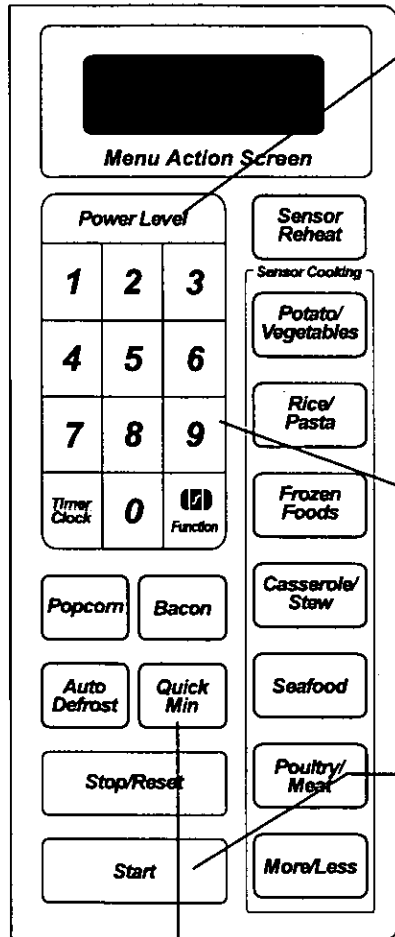 Menu Action Screen
Power Level
1 2 3
4 5 6
7 8 9
Timer
Clock
0
Function
Popcorn
Bacon
Auto
Defrost
Quick
Min
Stop/Reset
Start
Sensor
Reheat
Sensor Cooking
Potato/
Vegetables
Rice/
Pasta
Frozen
Foods
Casserole/
Stew
Seafood
Poultry/
Meat
More/Less